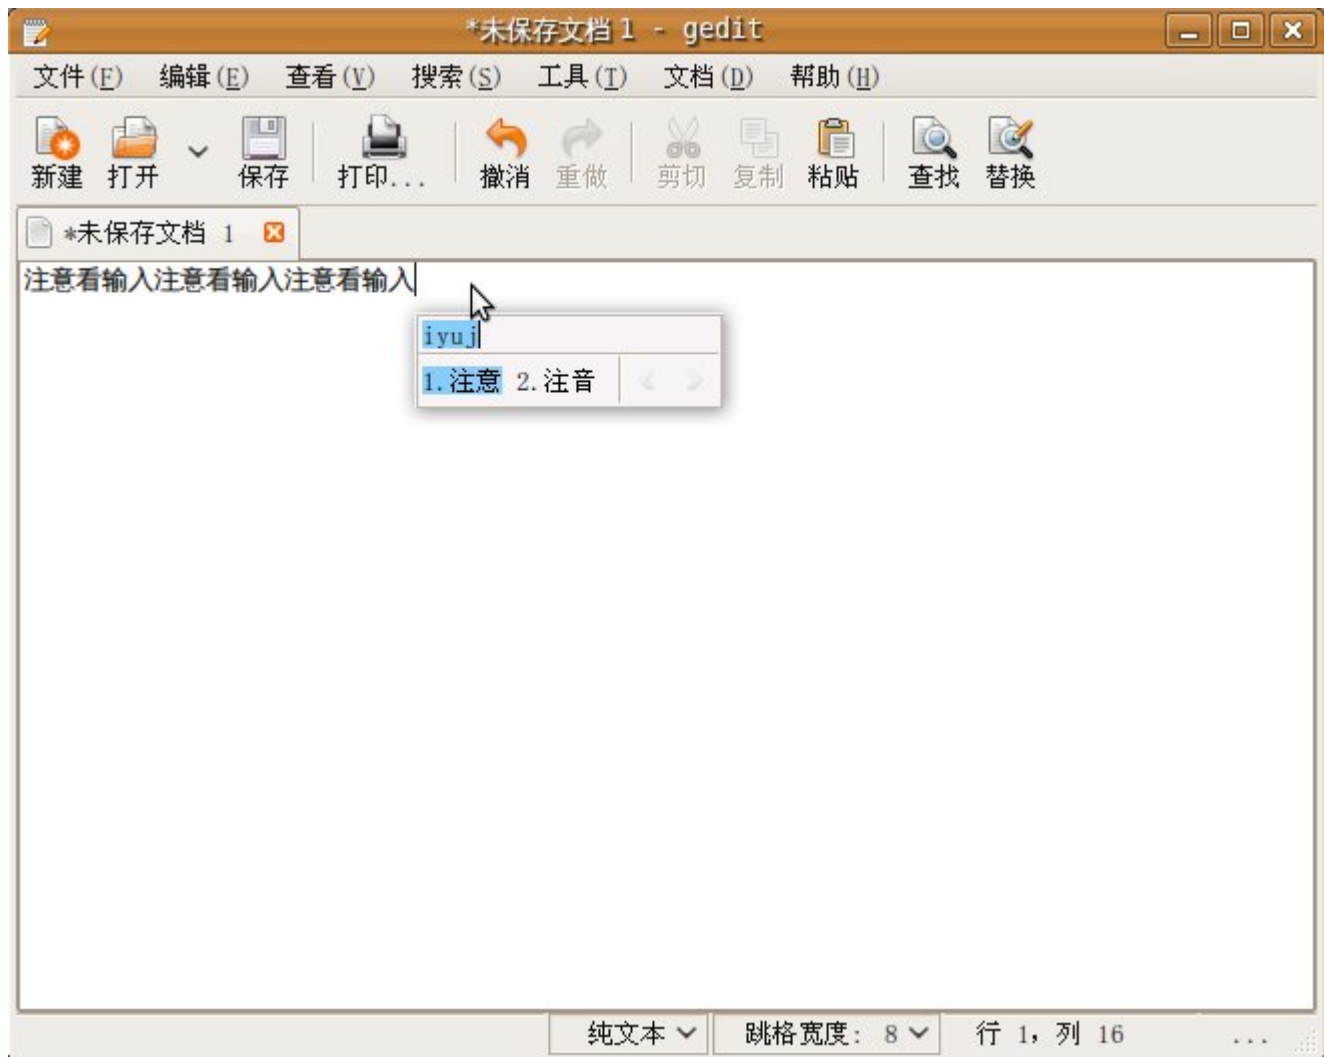 *未保存文档 1 - gedit
文件(F) 编辑(E) 查看(V) 搜索(S) 工具(T) 文档(D) 帮助(H)
新建 打开 保存 打印... 撤消 重做 剪切 复制 粘贴 查找 替换
*未保存文档 1
注意看输入注意看输入注意看输入
iyuj
1.注意 2.注音
纯文本 跳格宽度: 8 行 1, 列 16 ...